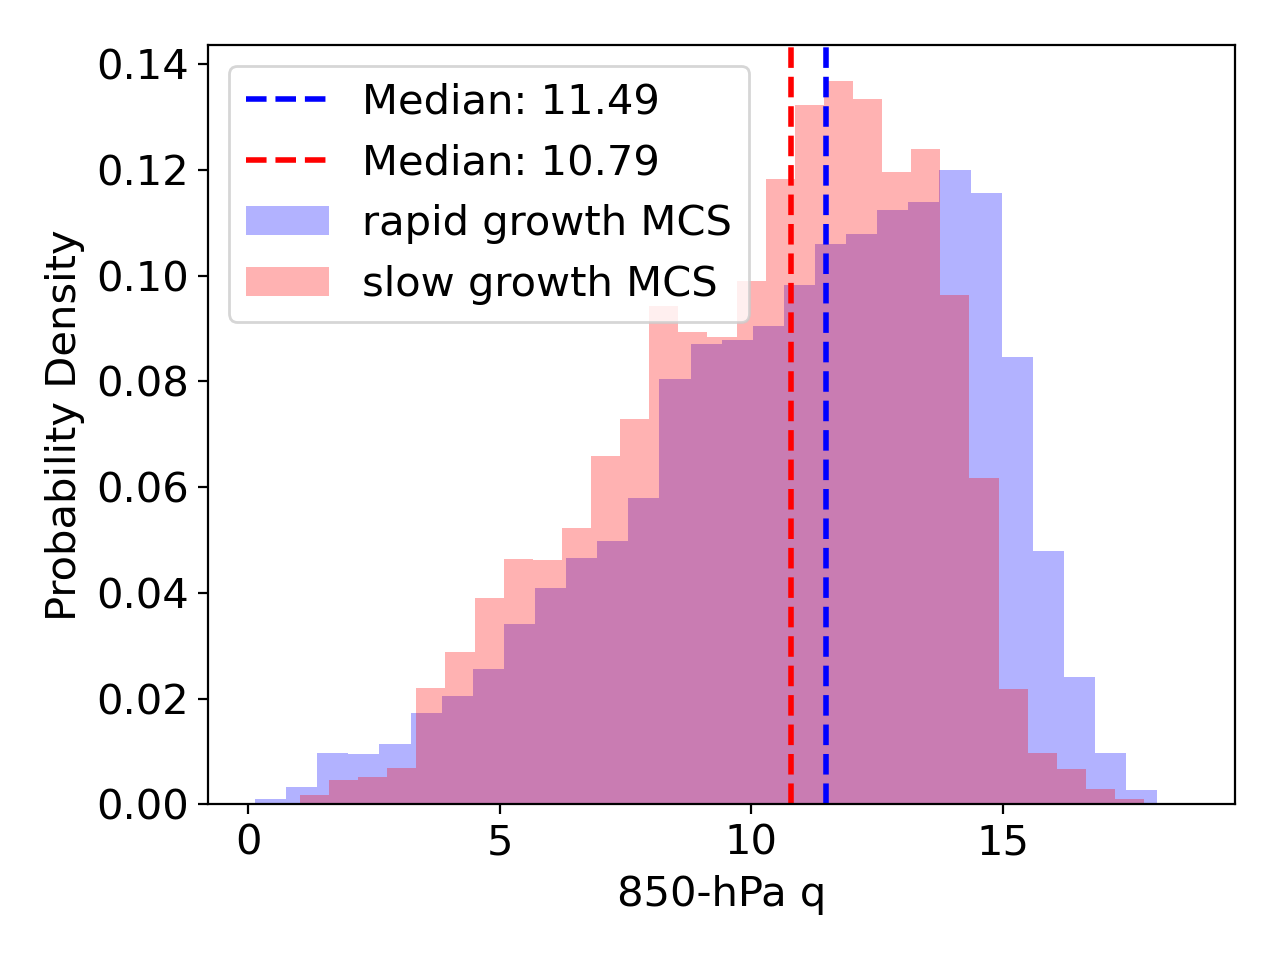 0.14
0.12
0.10
0.08
0.06
0.04
0.02
0.00
Probability Density
Median: 11.49
Median: 10.79
rapid growth MCS
slow growth MCS
0 5 10 15
850-hPa q